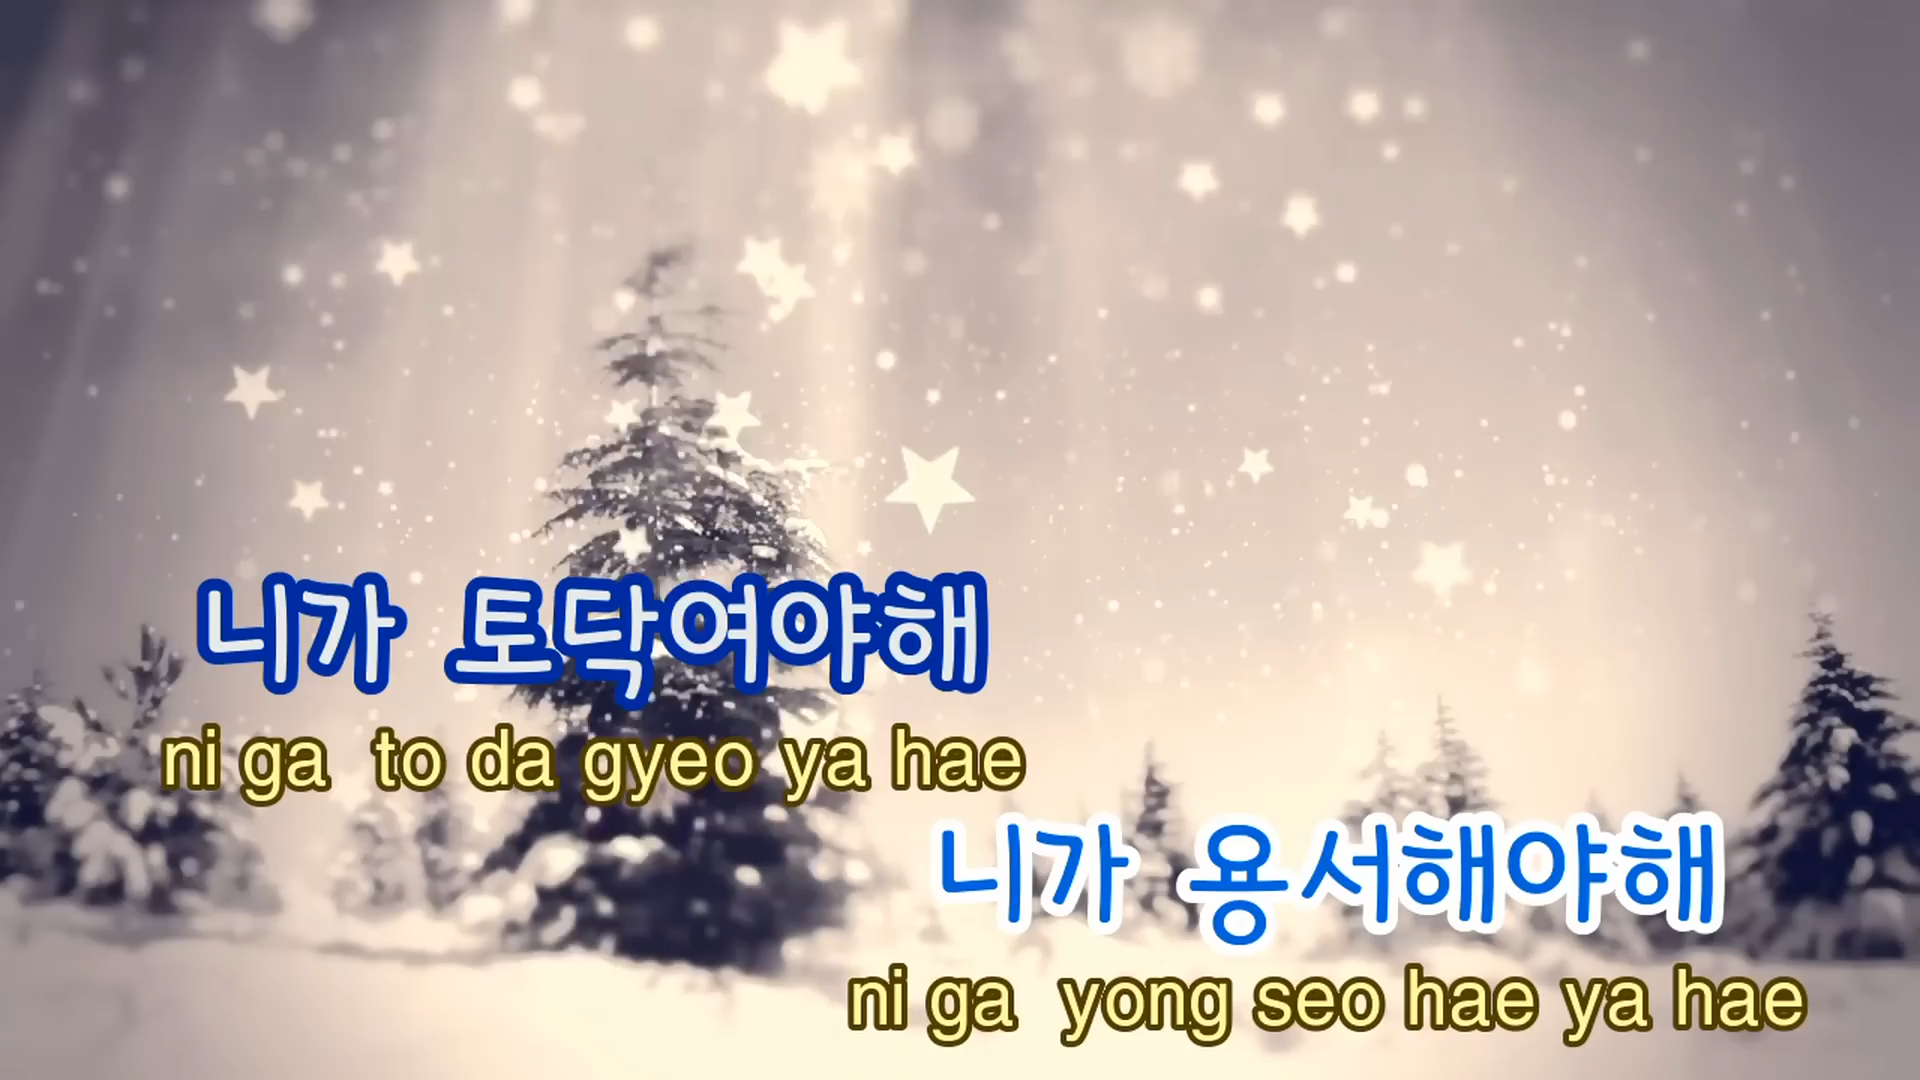 니가 토닥여야해
ni ga to da gyeo ya hae
니가 용서해야해
ni ga yong seo hae ya hae